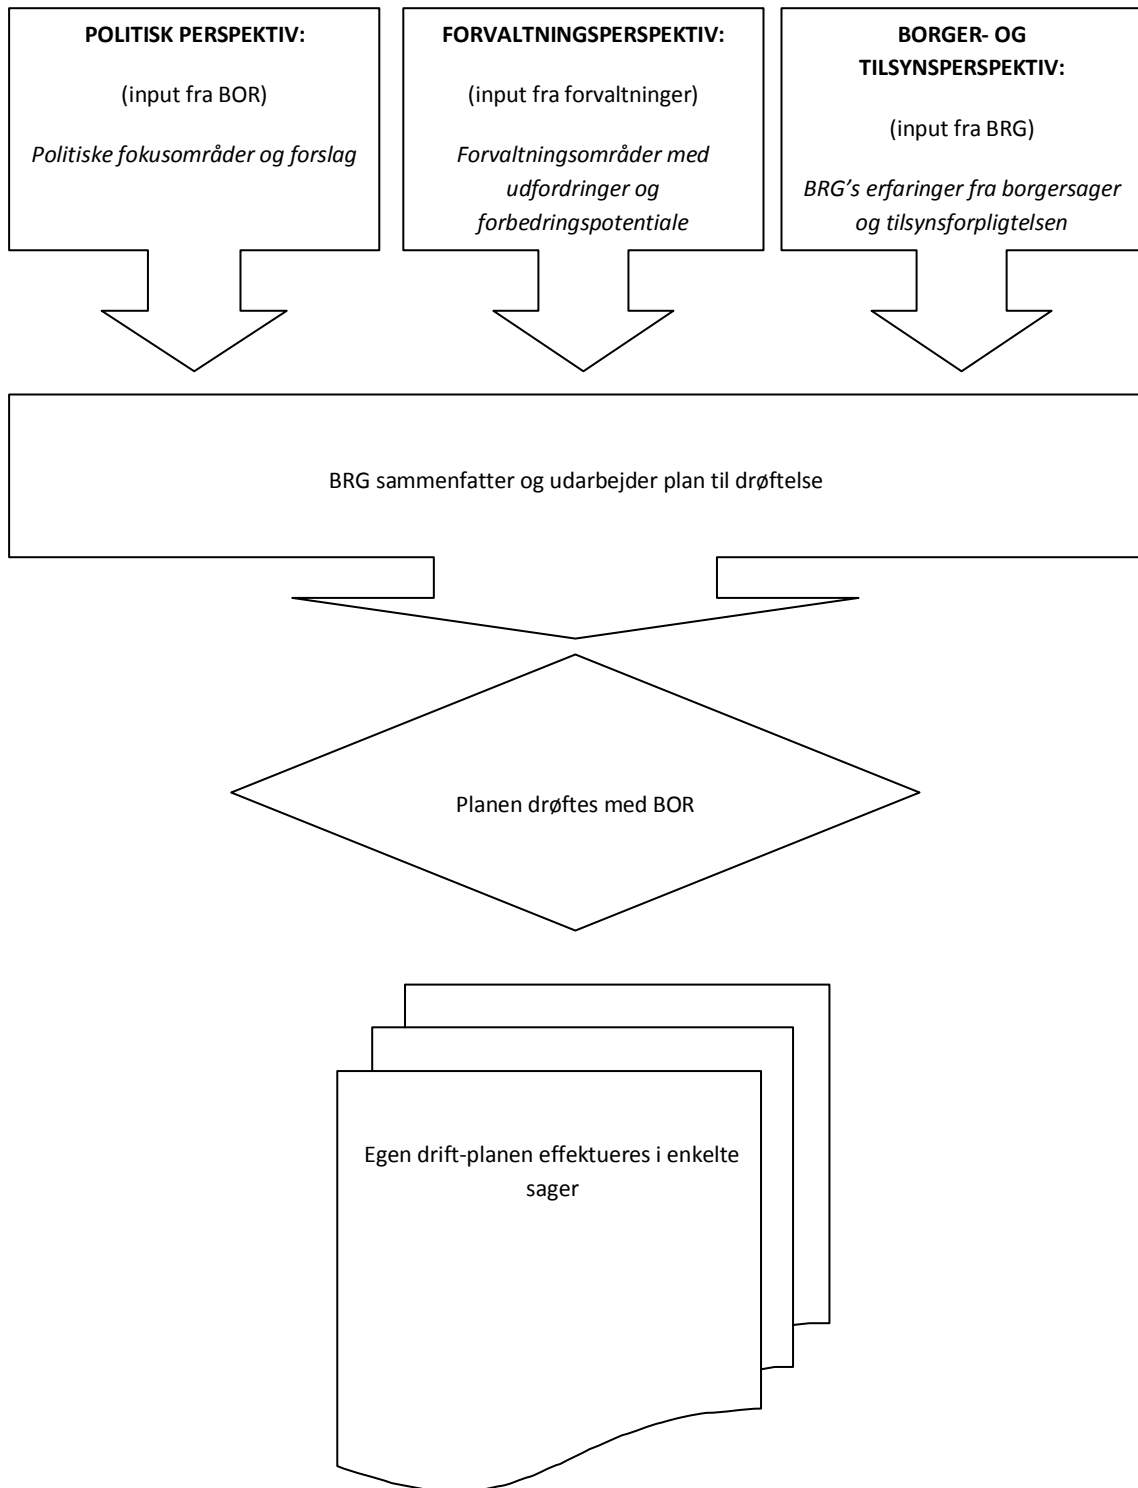 POLITISK PERSPEKTIV:
(input fra BOR)
Politiske fokusområder og forslag
FORVALTNINGSPERSPEKTIV:
(input fra forvaltninger)
Forvaltningsområder med
udfordringer og
forbedringspotentiale
BORGER- OG
TILSYNSPERSPEKTIV:
(input fra BRG)
BRG’s erfaringer fra borgersager
og tilsynsforpligtelsen
BRG sammenfatter og udarbejder plan til drøftelse
Planen drøftes med BOR
Egen drift-planen effektueres i enkelte
sager